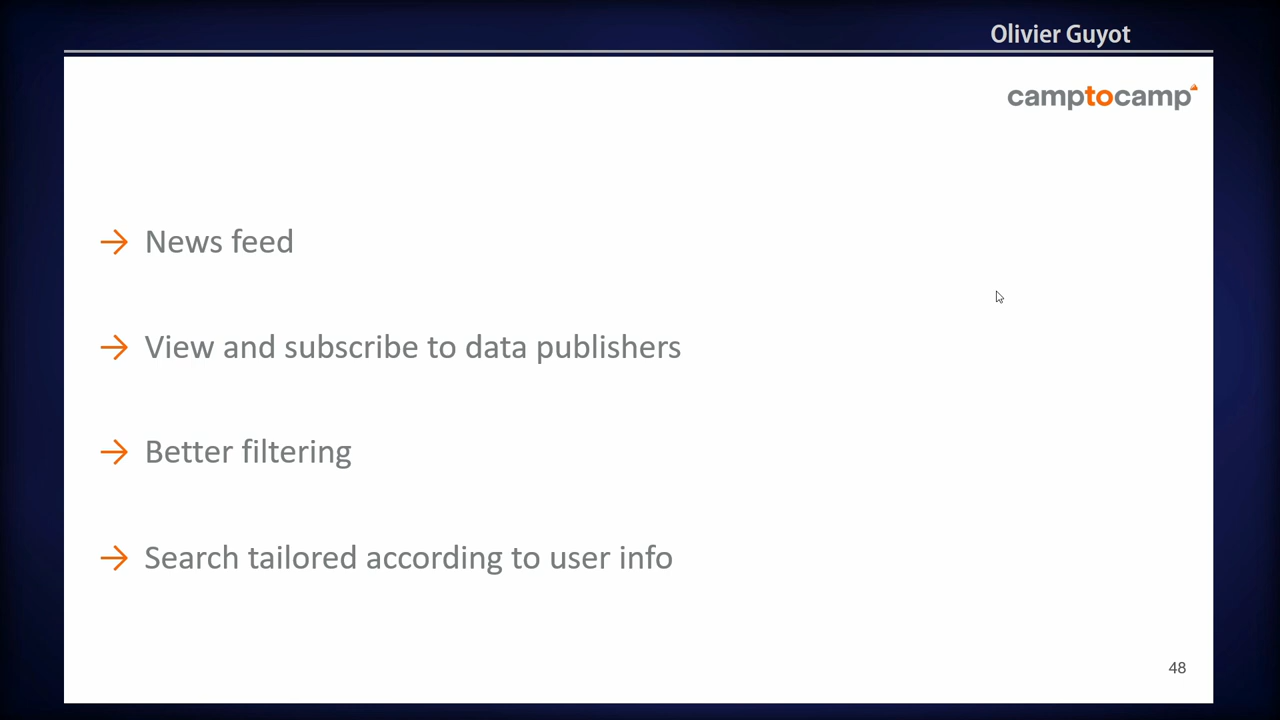 Olivier Guyot
camptocamp
→ News feed
→ View and subscribe to data publishers
→ Better filtering
→ Search tailored according to user info
48